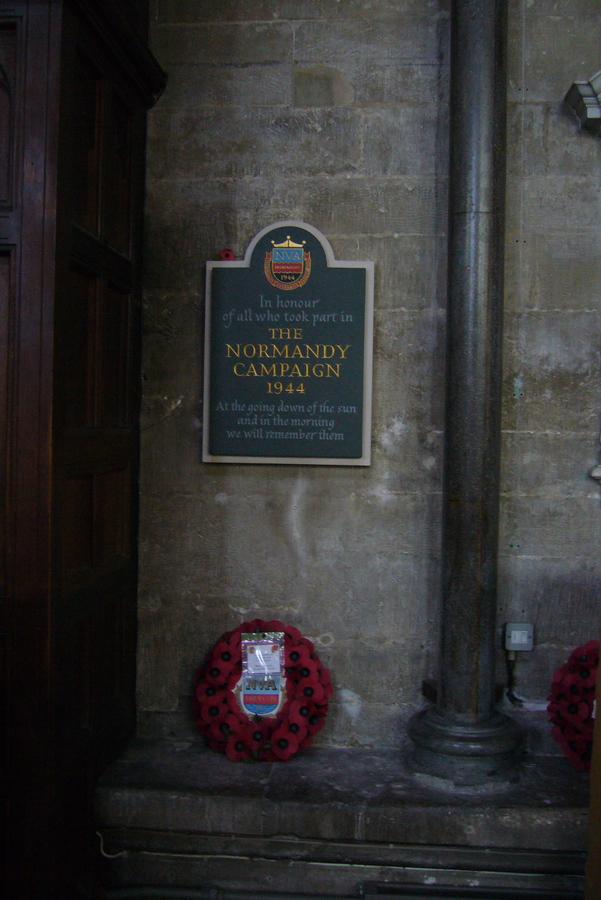 NVA
NORMANDY
1944
In honour
of all who took part in
THE
NORMANDY
CAMPAIGN
1944
At the going down of the sun
and in the morning
we will remember them
NVA